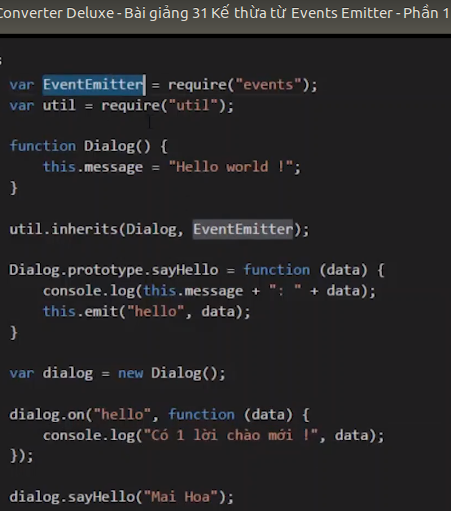 Converter Deluxe - Bài giảng 31 Kế thừa từ Events Emitter - Phần 1
var EventEmitter = require("events");
var util = require("util");
function Dialog() {
this.message = "Hello world !";
}
util.inherits(Dialog, EventEmitter);
Dialog.prototype.sayHello = function (data) {
console.log(this.message + ": " + data);
this.emit("hello", data);
}
var dialog = new Dialog();
dialog.on("hello", function (data) {
console.log("Có 1 lời chào mới !", data);
});
dialog.sayHello("Mai Hoa");